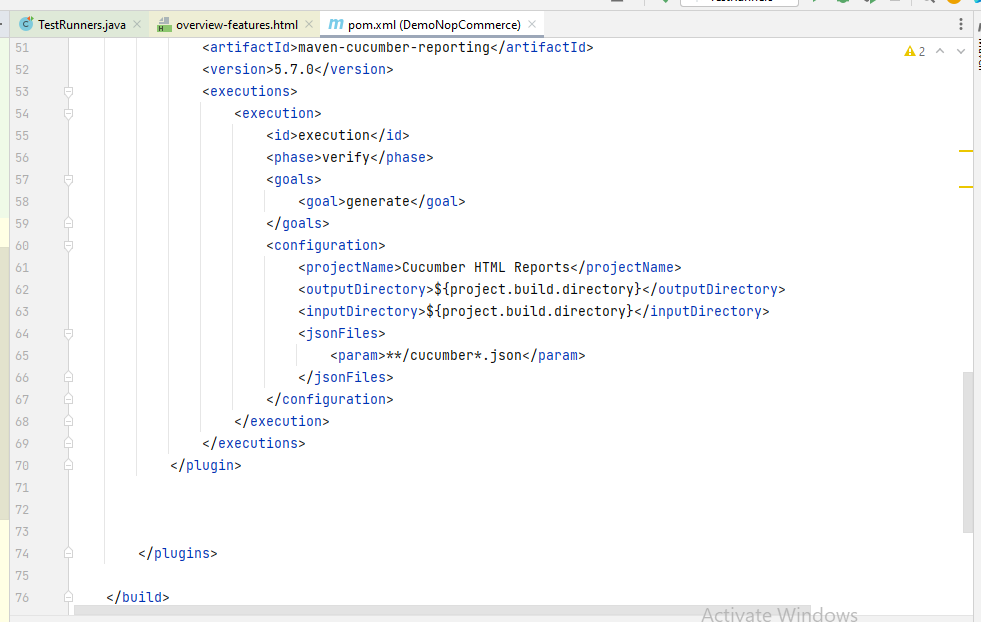 TestRunners.java overview-features.html pom.xml (DemoNopCommerce)
51 <artifactId>maven-cucumber-reporting</artifactId> 2
52 <version>5.7.0</version>
53 <executions>
54 <execution>
55 <id>execution</id>
56 <phase>verify</phase>
57 <goals>
58 <goal>generate</goal>
59 </goals>
60 <configuration>
61 <projectName>Cucumber HTML Reports</projectName>
62 <outputDirectory>${project.build.directory}</outputDirectory>
63 <inputDirectory>${project.build.directory}</inputDirectory>
64 <jsonFiles>
65 <param>**/cucumber*.json</param>
66 </jsonFiles>
67 </configuration>
68 </execution>
69 </executions>
70 </plugin>
71
72
73
74 </plugins>
75
76 </build>
Activate Windows